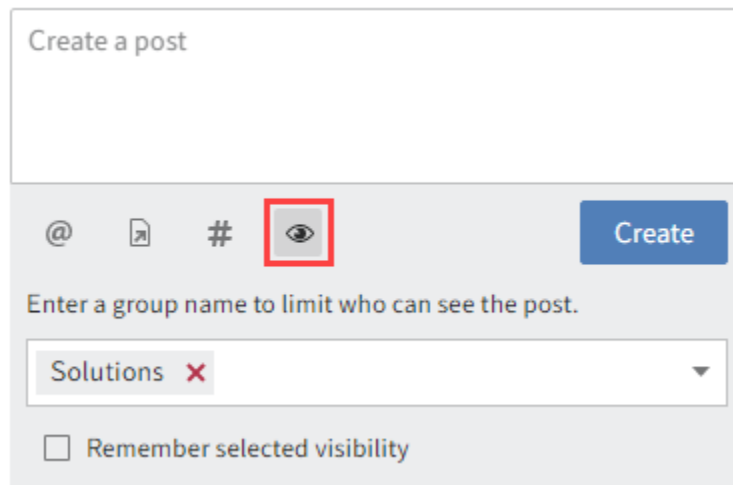 Create a post
@ # Create
Enter a group name to limit who can see the post.
Solutions
Remember selected visibility